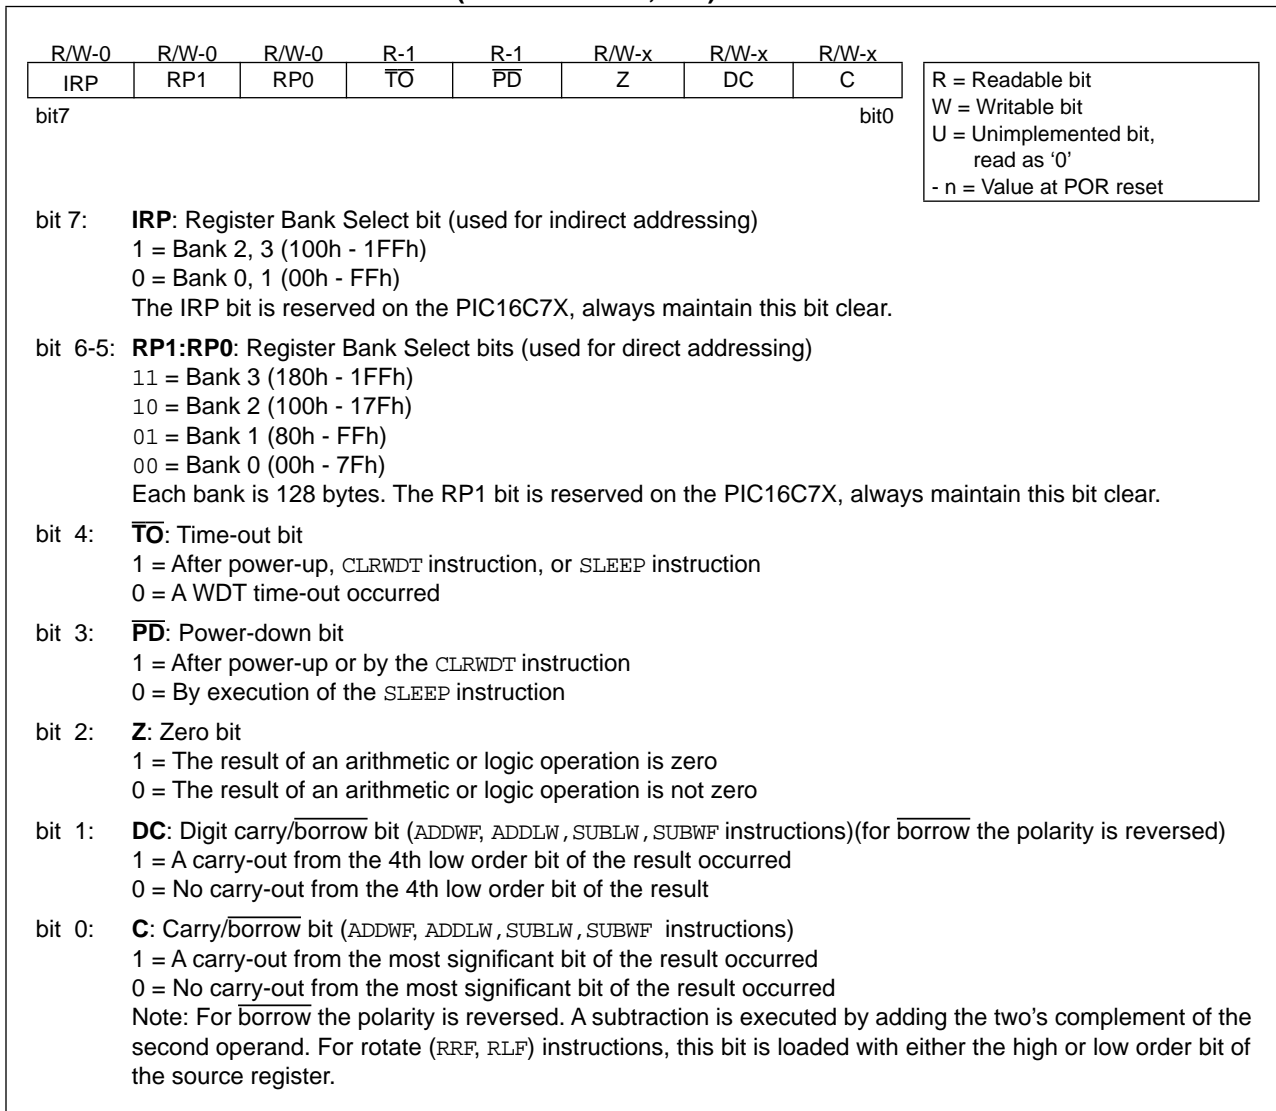 R/W-0 R/W-0 R/W-0 R-1 R-1 R/W-x R/W-x R/W-x
IRP RP1 RP0 T̅O̅ P̅D̅ Z DC C
bit7 bit0
R = Readable bit
W = Writable bit
U = Unimplemented bit,
read as ‘0’
- n = Value at POR reset
bit 7: IRP: Register Bank Select bit (used for indirect addressing)
1 = Bank 2, 3 (100h - 1FFh)
0 = Bank 0, 1 (00h - FFh)
The IRP bit is reserved on the PIC16C7X, always maintain this bit clear.
bit 6-5: RP1:RP0: Register Bank Select bits (used for direct addressing)
11 = Bank 3 (180h - 1FFh)
10 = Bank 2 (100h - 17Fh)
01 = Bank 1 (80h - FFh)
00 = Bank 0 (00h - 7Fh)
Each bank is 128 bytes. The RP1 bit is reserved on the PIC16C7X, always maintain this bit clear.
bit 4: T̅O̅: Time-out bit
1 = After power-up, CLRWDT instruction, or SLEEP instruction
0 = A WDT time-out occurred
bit 3: P̅D̅: Power-down bit
1 = After power-up or by the CLRWDT instruction
0 = By execution of the SLEEP instruction
bit 2: Z: Zero bit
1 = The result of an arithmetic or logic operation is zero
0 = The result of an arithmetic or logic operation is not zero
bit 1: DC: Digit carry/b̅o̅r̅r̅o̅w̅ bit (ADDWF, ADDLW,SUBLW,SUBWF instructions)(for b̅o̅r̅r̅o̅w̅ the polarity is reversed)
1 = A carry-out from the 4th low order bit of the result occurred
0 = No carry-out from the 4th low order bit of the result
bit 0: C: Carry/b̅o̅r̅r̅o̅w̅ bit (ADDWF, ADDLW,SUBLW,SUBWF instructions)
1 = A carry-out from the most significant bit of the result occurred
0 = No carry-out from the most significant bit of the result occurred
Note: For b̅o̅r̅r̅o̅w̅ the polarity is reversed. A subtraction is executed by adding the two’s complement of the
second operand. For rotate (RRF, RLF) instructions, this bit is loaded with either the high or low order bit of
the source register.